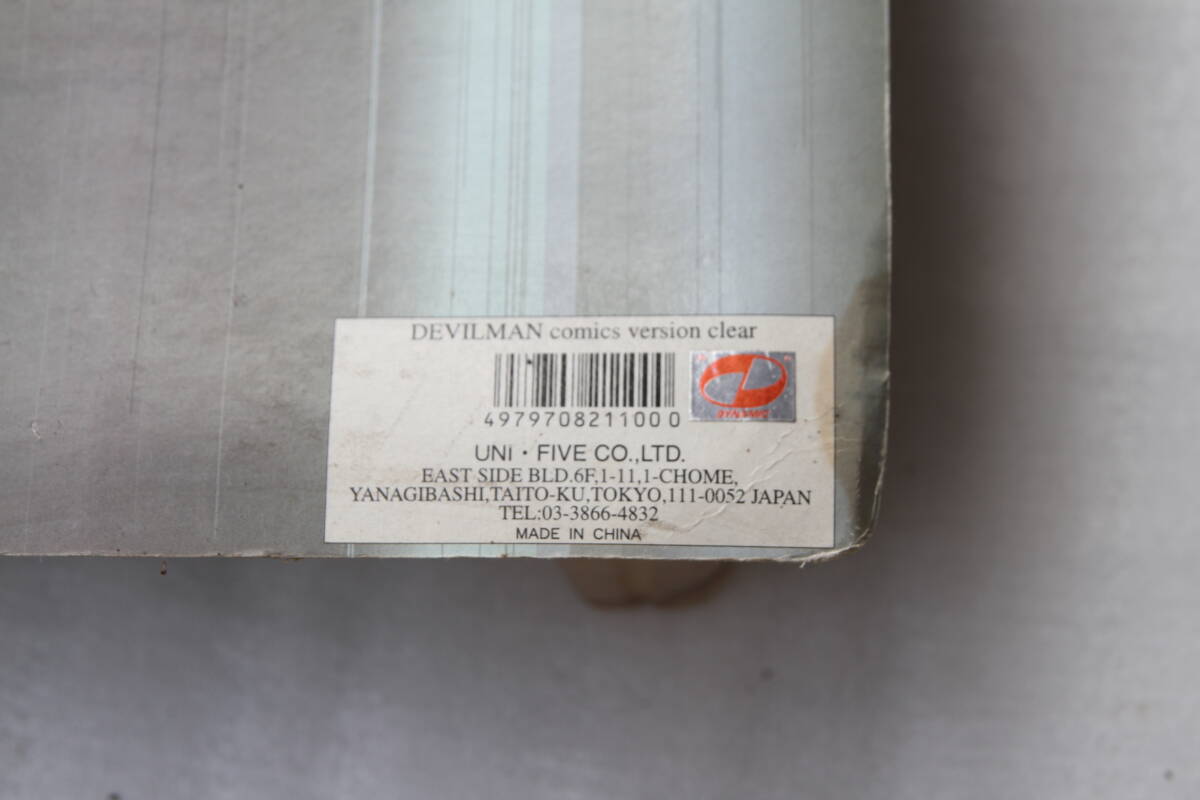 DEVILMAN comics version clear
4979708211000
DYNAMIC
UNI・FIVE CO.,LTD.
EAST SIDE BLD.6F,1-11,1-CHOME,
YANAGIBASHI,TAITO-KU,TOKYO,111-0052 JAPAN
TEL:03-3866-4832
MADE IN CHINA